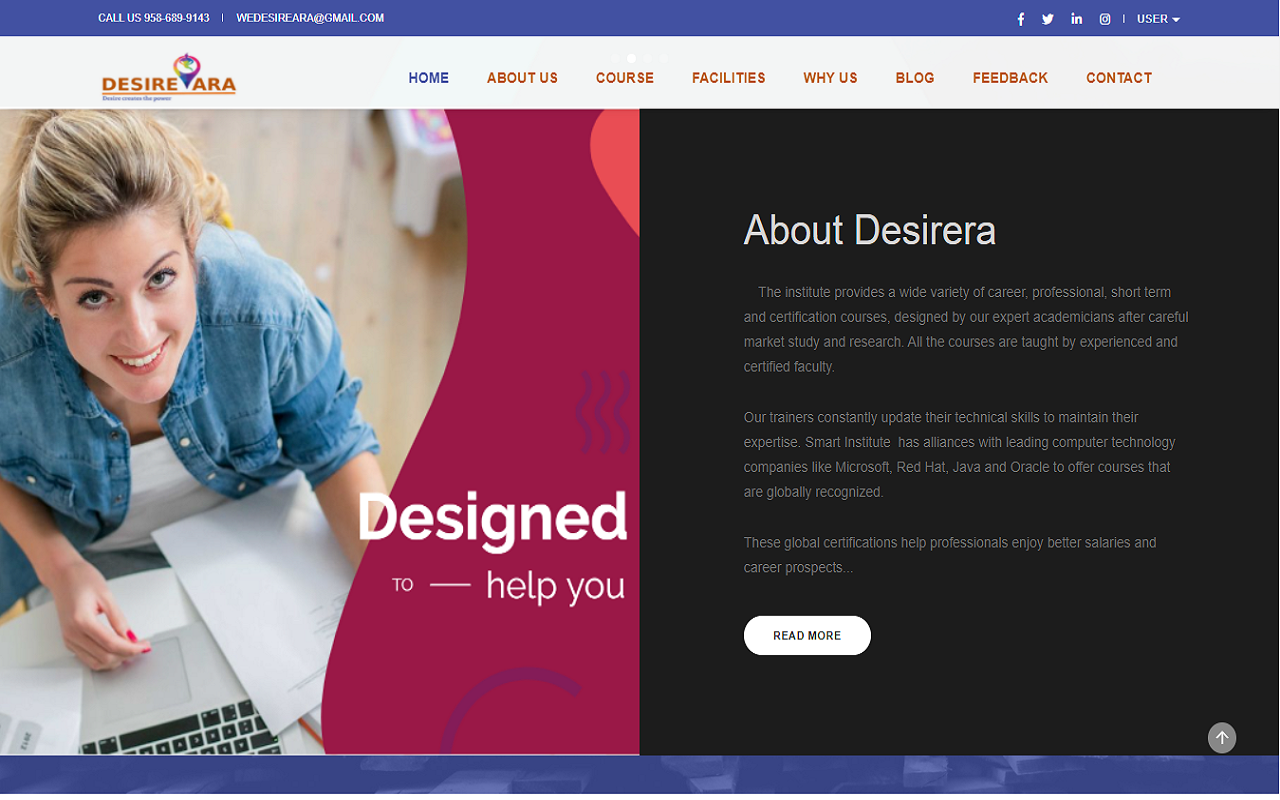 CALL US 958-689-9143 | WEDESIREARA@GMAIL.COM
USER
DESIRE ARA
Desire creates the power
HOME ABOUT US COURSE FACILITIES WHY US BLOG FEEDBACK CONTACT
About Desirera
The institute provides a wide variety of career, professional, short term
and certification courses, designed by our expert academicians after careful
market study and research. All the courses are taught by experienced and
certified faculty.
Our trainers constantly update their technical skills to maintain their
expertise. Smart Institute has alliances with leading computer technology
companies like Microsoft, Red Hat, Java and Oracle to offer courses that
are globally recognized.
These global certifications help professionals enjoy better salaries and
career prospects...
READ MORE
Designed
TO — help you